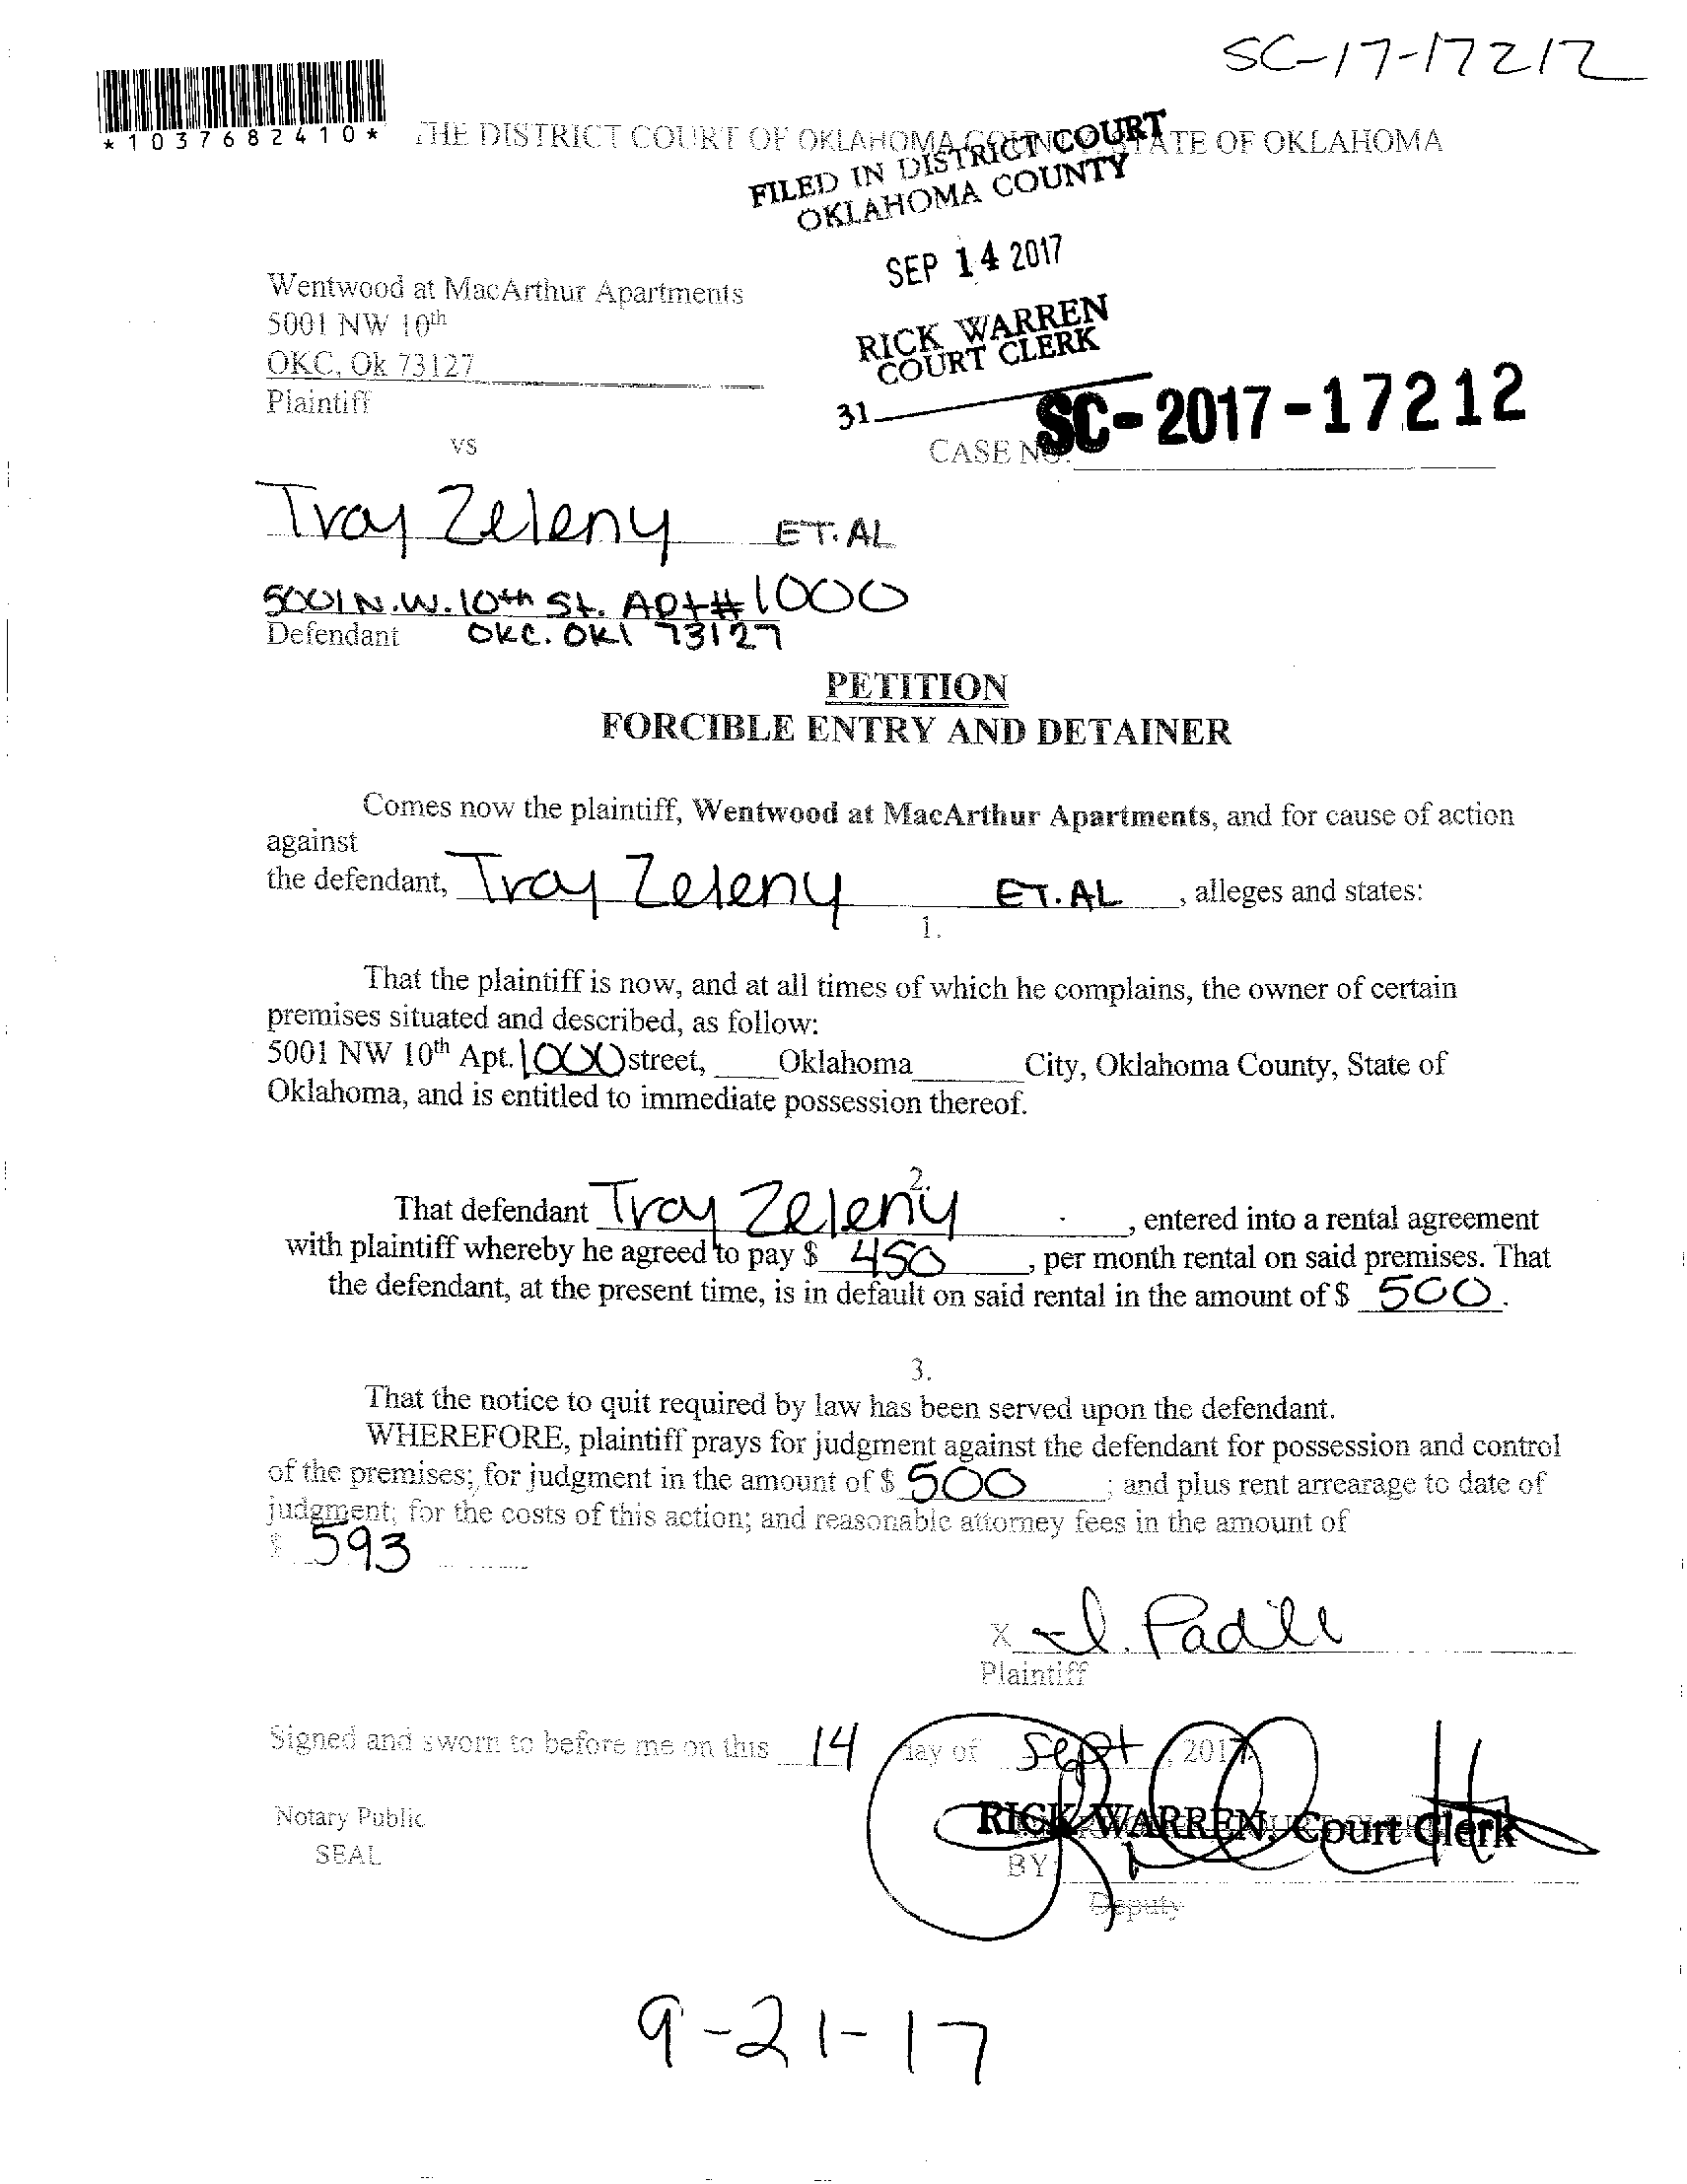 SC-17-17212
*1037682410*
THE DISTRICT COURT OF OKLAHOMA COUNTY, STATE OF OKLAHOMA
FILED IN DISTRICT COURT
OKLAHOMA COUNTY
SEP 14 2017
RICK WARREN
COURT CLERK
31
Wentwood at MacArthur Apartments
5001 NW 10th
OKC, Ok 73127
Plaintiff
vs
CASE NO. SC-2017-17212
Troy Zeleny ET.AL
5001 N.W. 10th St. Apt# 1000
Defendant OKC. OKl 73127
PETITION
FORCIBLE ENTRY AND DETAINER
Comes now the plaintiff, Wentwood at MacArthur Apartments, and for cause of action
against
the defendant, Troy Zeleny ET.AL, alleges and states:
1.
That the plaintiff is now, and at all times of which he complains, the owner of certain
premises situated and described, as follow:
5001 NW 10th Apt. 1000 street, ____Oklahoma_______City, Oklahoma County, State of
Oklahoma, and is entitled to immediate possession thereof.
2.
That defendant Troy Zeleny, entered into a rental agreement
with plaintiff whereby he agreed to pay $ 450, per month rental on said premises. That
the defendant, at the present time, is in default on said rental in the amount of $ 500.
3.
That the notice to quit required by law has been served upon the defendant.
WHEREFORE, plaintiff prays for judgment against the defendant for possession and control
of the premises; for judgment in the amount of $ 500; and plus rent arrearage to date of
judgment; for the costs of this action; and reasonable attorney fees in the amount of
$ 593
X I. Padill
Plaintiff
Signed and sworn to before me on this 14 day of Sept, 2017.
Notary Public
SEAL
RICK WARREN, Court Clerk
BY:
Deputy
9-21-17